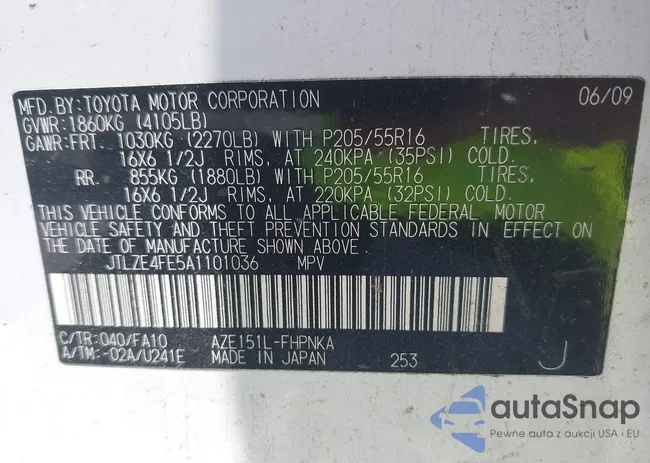 MFD. BY: TOYOTA MOTOR CORPORATION 06/09
GVWR: 1860KG (4105LB)
GAWR: FRT. 1030KG (2270LB) WITH P205/55R16 TIRES,
16X6 1/2J RIMS, AT 240KPA (35PSI) COLD.
RR. 855KG (1880LB) WITH P205/55R16 TIRES,
16X6 1/2J RIMS, AT 220KPA (32PSI) COLD.
THIS VEHICLE CONFORMS TO ALL APPLICABLE FEDERAL MOTOR
VEHICLE SAFETY AND THEFT PREVENTION STANDARDS IN EFFECT ON
THE DATE OF MANUFACTURE SHOWN ABOVE.
JTLZE4FE5A1101036 MPV
C/TR: 040/FA10 AZE151L-FHPNKA
A/TM: -02A/U241E MADE IN JAPAN 253 J
autoSnap
Pewne auta z aukcji USA i EU